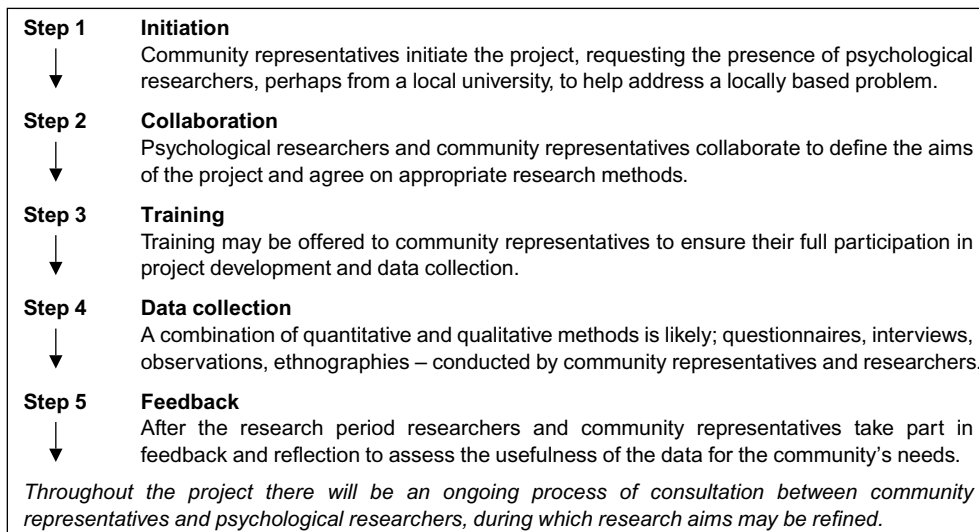 Step 1 Initiation
Community representatives initiate the project, requesting the presence of psychological
researchers, perhaps from a local university, to help address a locally based problem.
Step 2 Collaboration
Psychological researchers and community representatives collaborate to define the aims
of the project and agree on appropriate research methods.
Step 3 Training
Training may be offered to community representatives to ensure their full participation in
project development and data collection.
Step 4 Data collection
A combination of quantitative and qualitative methods is likely; questionnaires, interviews,
observations, ethnographies – conducted by community representatives and researchers.
Step 5 Feedback
After the research period researchers and community representatives take part in
feedback and reflection to assess the usefulness of the data for the community's needs.
Throughout the project there will be an ongoing process of consultation between community
representatives and psychological researchers, during which research aims may be refined.